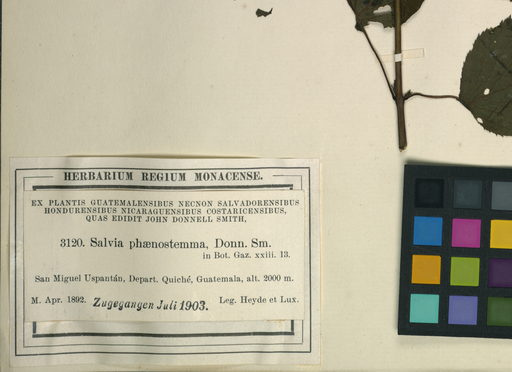 HERBARIUM REGIUM MONACENSE.
EX PLANTIS GUATEMALENSIBUS NECNON SALVADORENSIBUS
HONDURENSIBUS NICARAGUENSIBUS COSTARICENSIBUS,
QUAS EDIDIT JOHN DONNELL SMITH,
3120. Salvia phænostemma, Donn. Sm.
in Bot. Gaz. xxiii. 13.
San Miguel Uspantán, Depart. Quiché, Guatemala, alt. 2000 m.
M. Apr. 1892. Zugegangen Juli 1903. Leg. Heyde et Lux.